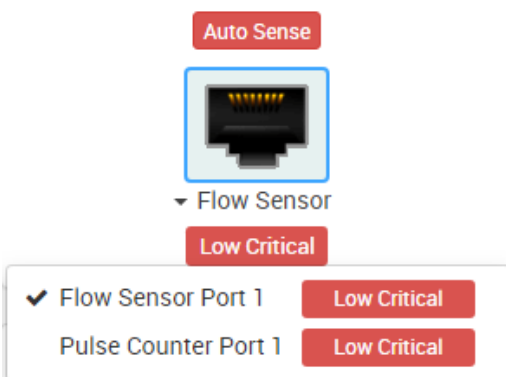 Auto Sense
Flow Sensor
Low Critical
Flow Sensor Port 1 Low Critical
Pulse Counter Port 1 Low Critical